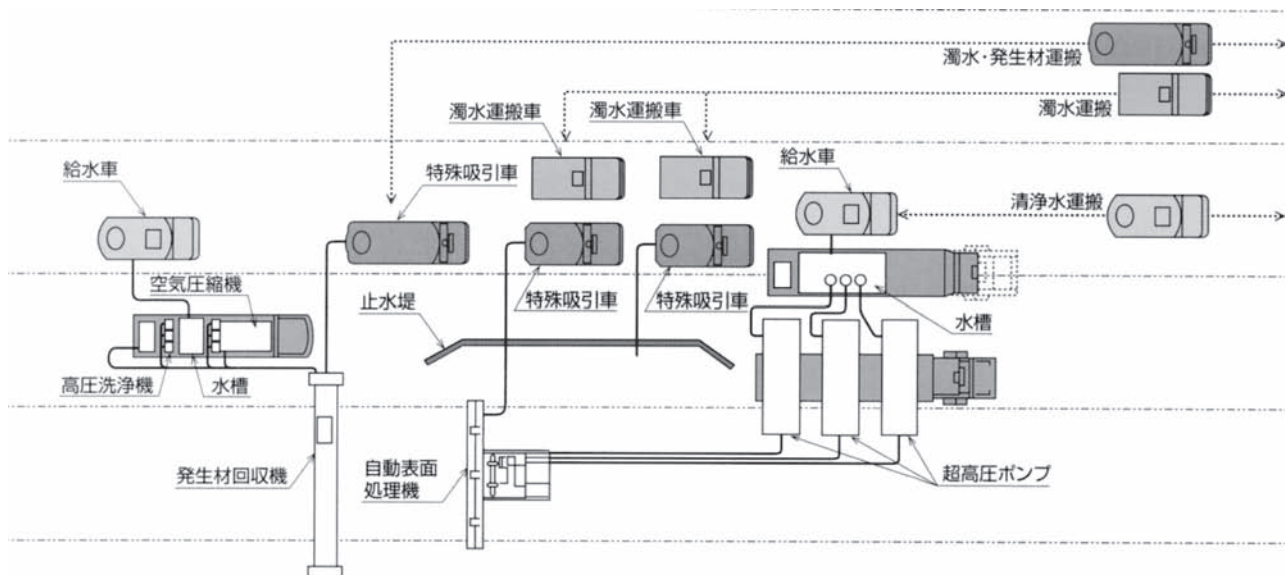 濁水・発生材運搬
濁水運搬
濁水運搬車
濁水運搬車
給水車
特殊吸引車
給水車
清浄水運搬
空気圧縮機
止水堤
特殊吸引車
特殊吸引車
水槽
高圧洗浄機
水槽
発生材回収機
自動表面
処理機
超高圧ポンプ